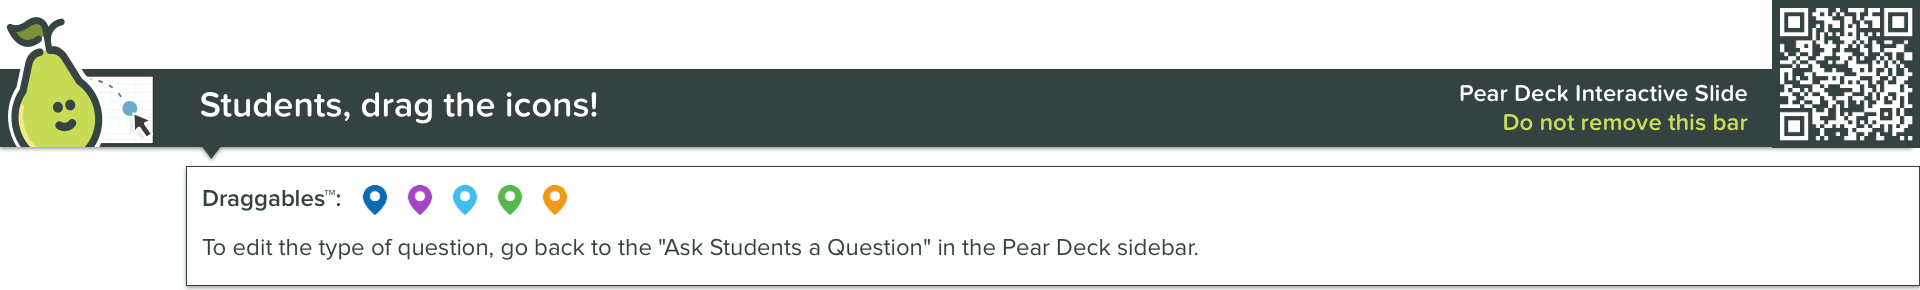 Students, drag the icons!
Pear Deck Interactive Slide
Do not remove this bar
Draggables™:
To edit the type of question, go back to the "Ask Students a Question" in the Pear Deck sidebar.